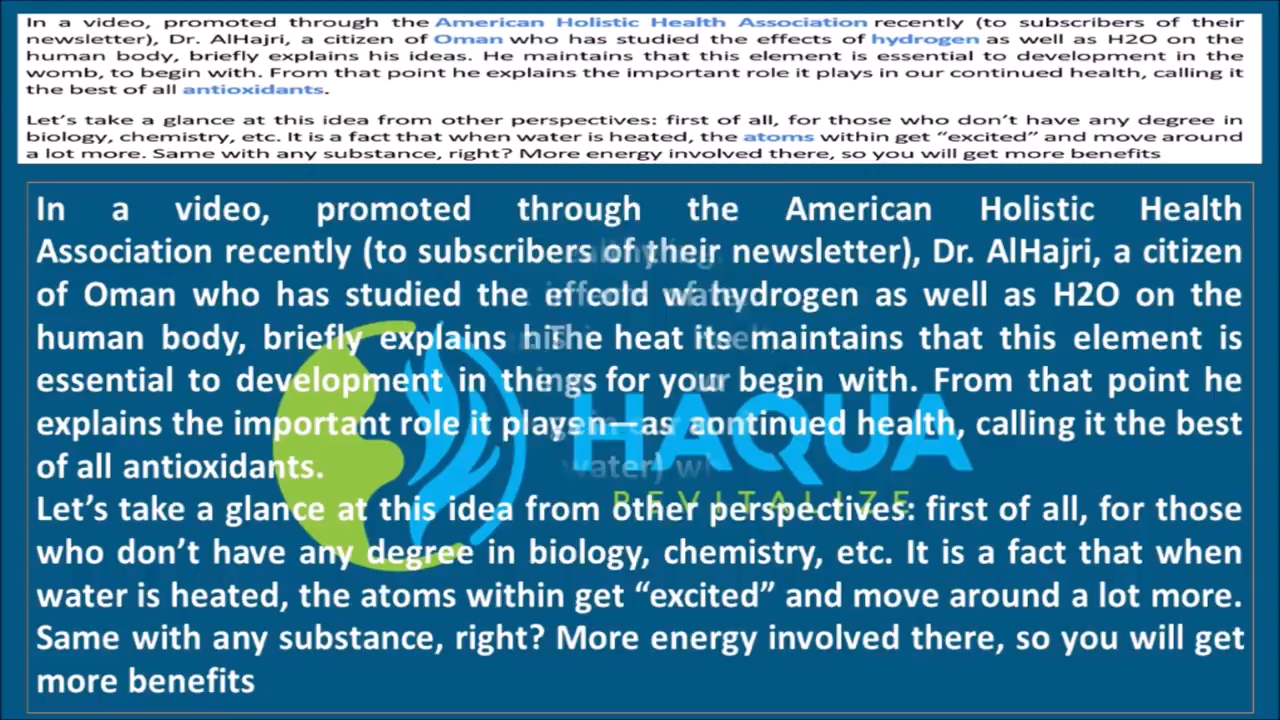 In a video, promoted through the American Holistic Health Association recently (to subscribers of their
newsletter), Dr. AlHajri, a citizen of Oman who has studied the effects of hydrogen as well as H2O on the
human body, briefly explains his ideas. He maintains that this element is essential to development in the
womb, to begin with. From that point he explains the important role it plays in our continued health, calling it
the best of all antioxidants.
Let’s take a glance at this idea from other perspectives: first of all, for those who don’t have any degree in
biology, chemistry, etc. It is a fact that when water is heated, the atoms within get “excited” and move around
a lot more. Same with any substance, right? More energy involved there, so you will get more benefits
In a video, promoted through the American Holistic Health
Association recently (to subscribers of their newsletter), Dr. AlHajri, a citizen
of Oman who has studied the ef cold wa hydrogen as well as H2O on the
human body, briefly explains The heat its maintains that this element is
essential to development in the gs for your begin with. From that point he
explains the important role it plays n—as continued health, calling it the best
of all antioxidants.
HAQUA
REVITALIZE
Let’s take a glance at this idea from other perspectives: first of all, for those
who don’t have any degree in biology, chemistry, etc. It is a fact that when
water is heated, the atoms within get “excited” and move around a lot more.
Same with any substance, right? More energy involved there, so you will get
more benefits